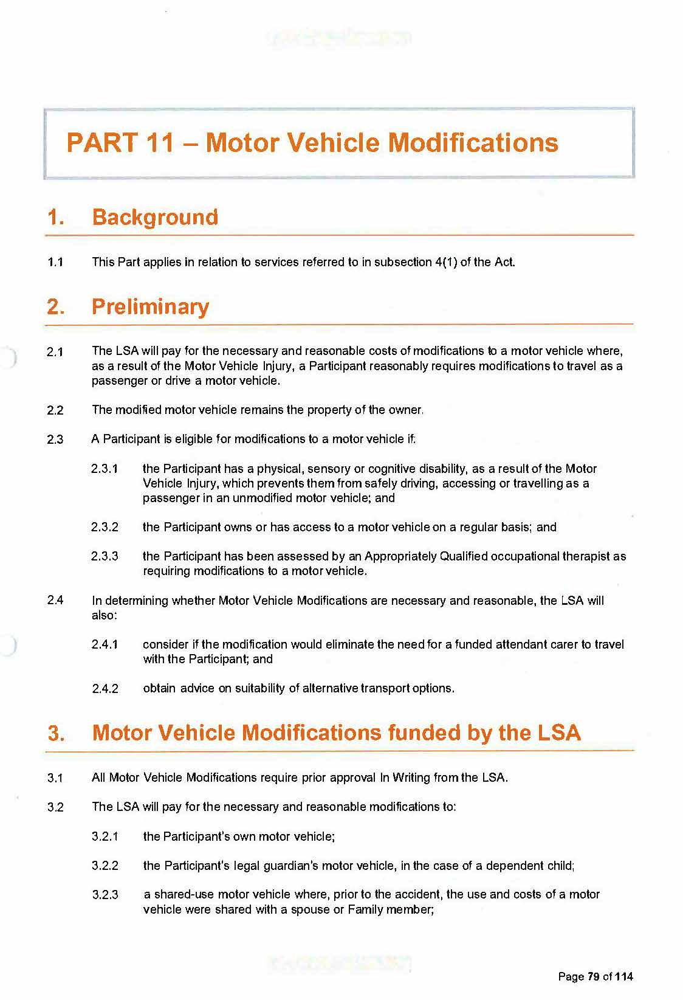 PART 11 – Motor Vehicle Modifications
1. Background
1.1 This Part applies in relation to services referred to in subsection 4(1) of the Act.
2. Preliminary
2.1 The LSA will pay for the necessary and reasonable costs of modifications to a motor vehicle where,
as a result of the Motor Vehicle Injury, a Participant reasonably requires modifications to travel as a
passenger or drive a motor vehicle.
2.2 The modified motor vehicle remains the property of the owner.
2.3 A Participant is eligible for modifications to a motor vehicle if:
2.3.1 the Participant has a physical, sensory or cognitive disability, as a result of the Motor
Vehicle Injury, which prevents them from safely driving, accessing or travelling as a
passenger in an unmodified motor vehicle; and
2.3.2 the Participant owns or has access to a motor vehicle on a regular basis; and
2.3.3 the Participant has been assessed by an Appropriately Qualified occupational therapist as
requiring modifications to a motor vehicle.
2.4 In determining whether Motor Vehicle Modifications are necessary and reasonable, the LSA will
also:
2.4.1 consider if the modification would eliminate the need for a funded attendant carer to travel
with the Participant; and
2.4.2 obtain advice on suitability of alternative transport options.
3. Motor Vehicle Modifications funded by the LSA
3.1 All Motor Vehicle Modifications require prior approval In Writing from the LSA.
3.2 The LSA will pay for the necessary and reasonable modifications to:
3.2.1 the Participant's own motor vehicle;
3.2.2 the Participant's legal guardian's motor vehicle, in the case of a dependent child;
3.2.3 a shared-use motor vehicle where, prior to the accident, the use and costs of a motor
vehicle were shared with a spouse or Family member;
Page 79 of 114